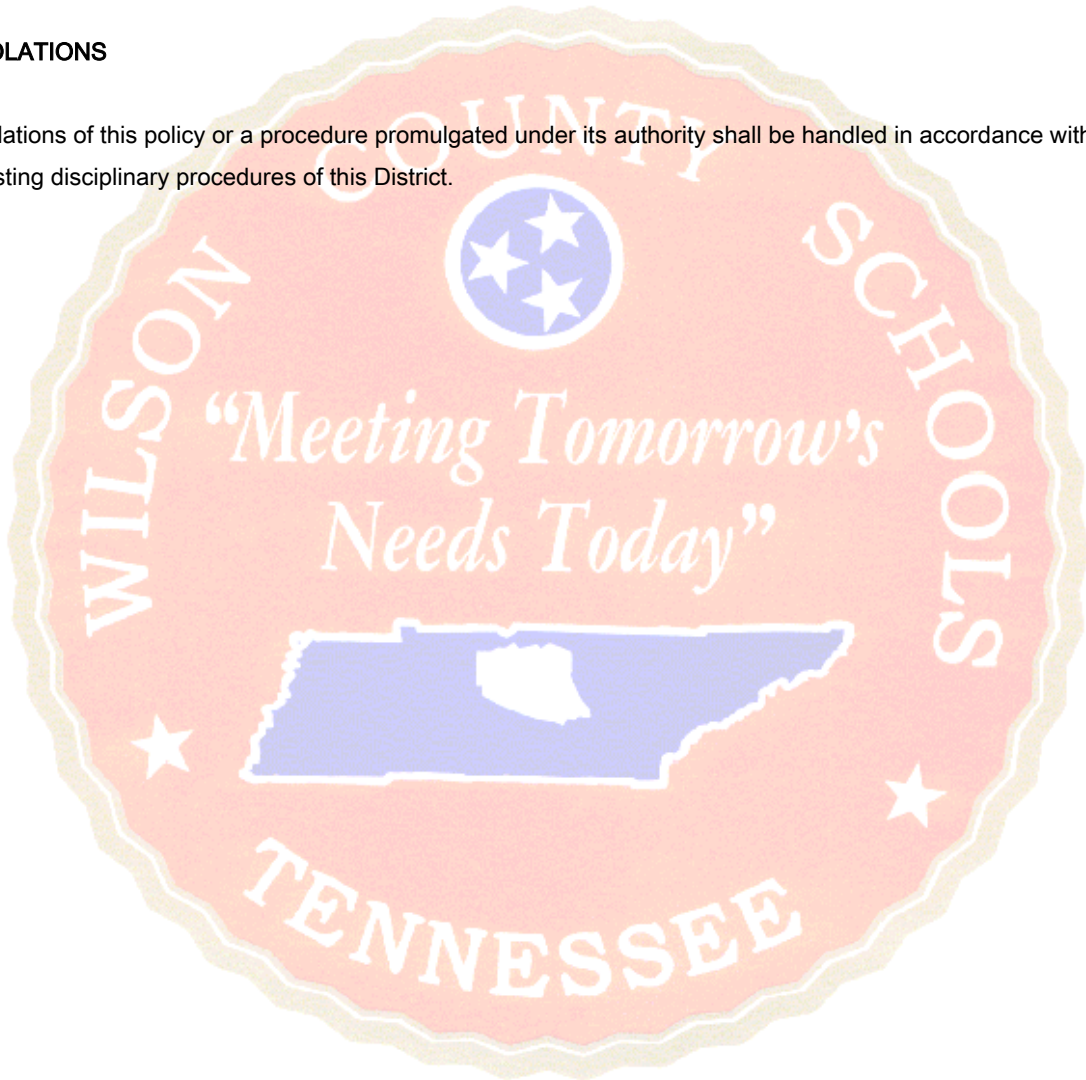 OLATIONS
lations of this policy or a procedure promulgated under its authority shall be handled in accordance with
sting disciplinary procedures of this District.
WILSON COUNTY SCHOOLS
“Meeting Tomorrow's
Needs Today”
TENNESSEE